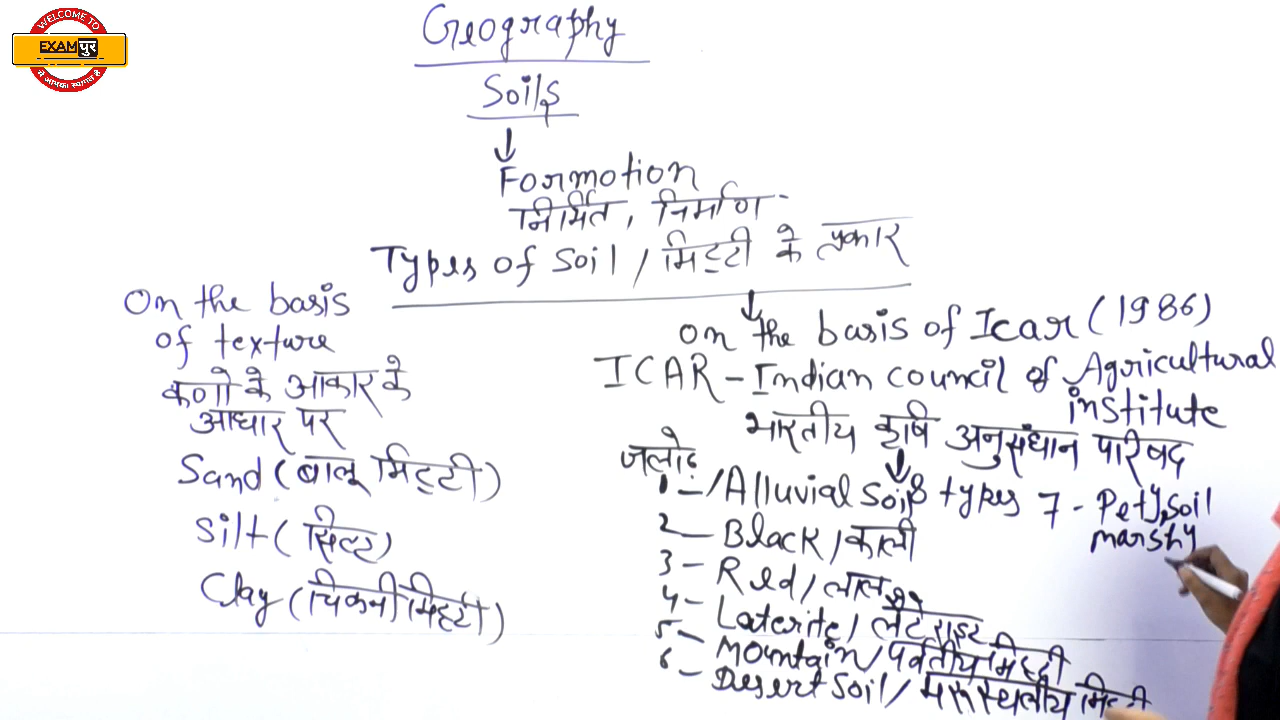 WELCOME TO
EXAMपुर
में आपका स्वागत है
Geography
Soils
Formotion
निर्मित, निर्माण
Types of Soil / मिट्टी के प्रकार
On the basis
of texture
कणो के आकार के
आधार पर
Sand (बालू मिट्टी)
Silt (सिल्ट)
Clay (चिकनी मिट्टी)
on the basis of Icar (1986)
ICAR - Indian council of Agricultural
institute
भारतीय कृषि अनुसंधान परिषद
जलोढ़
8 types
1 - / Alluvial Soil
2 - Black / काली
3 - Red / लाल
4 - Laterite / लैटेराइट
5 - Mountain / पर्वतीय मिट्टी
6 - Desert Soil / मरुस्थलीय मिट्टी
7 - Pety, Soil
marshy